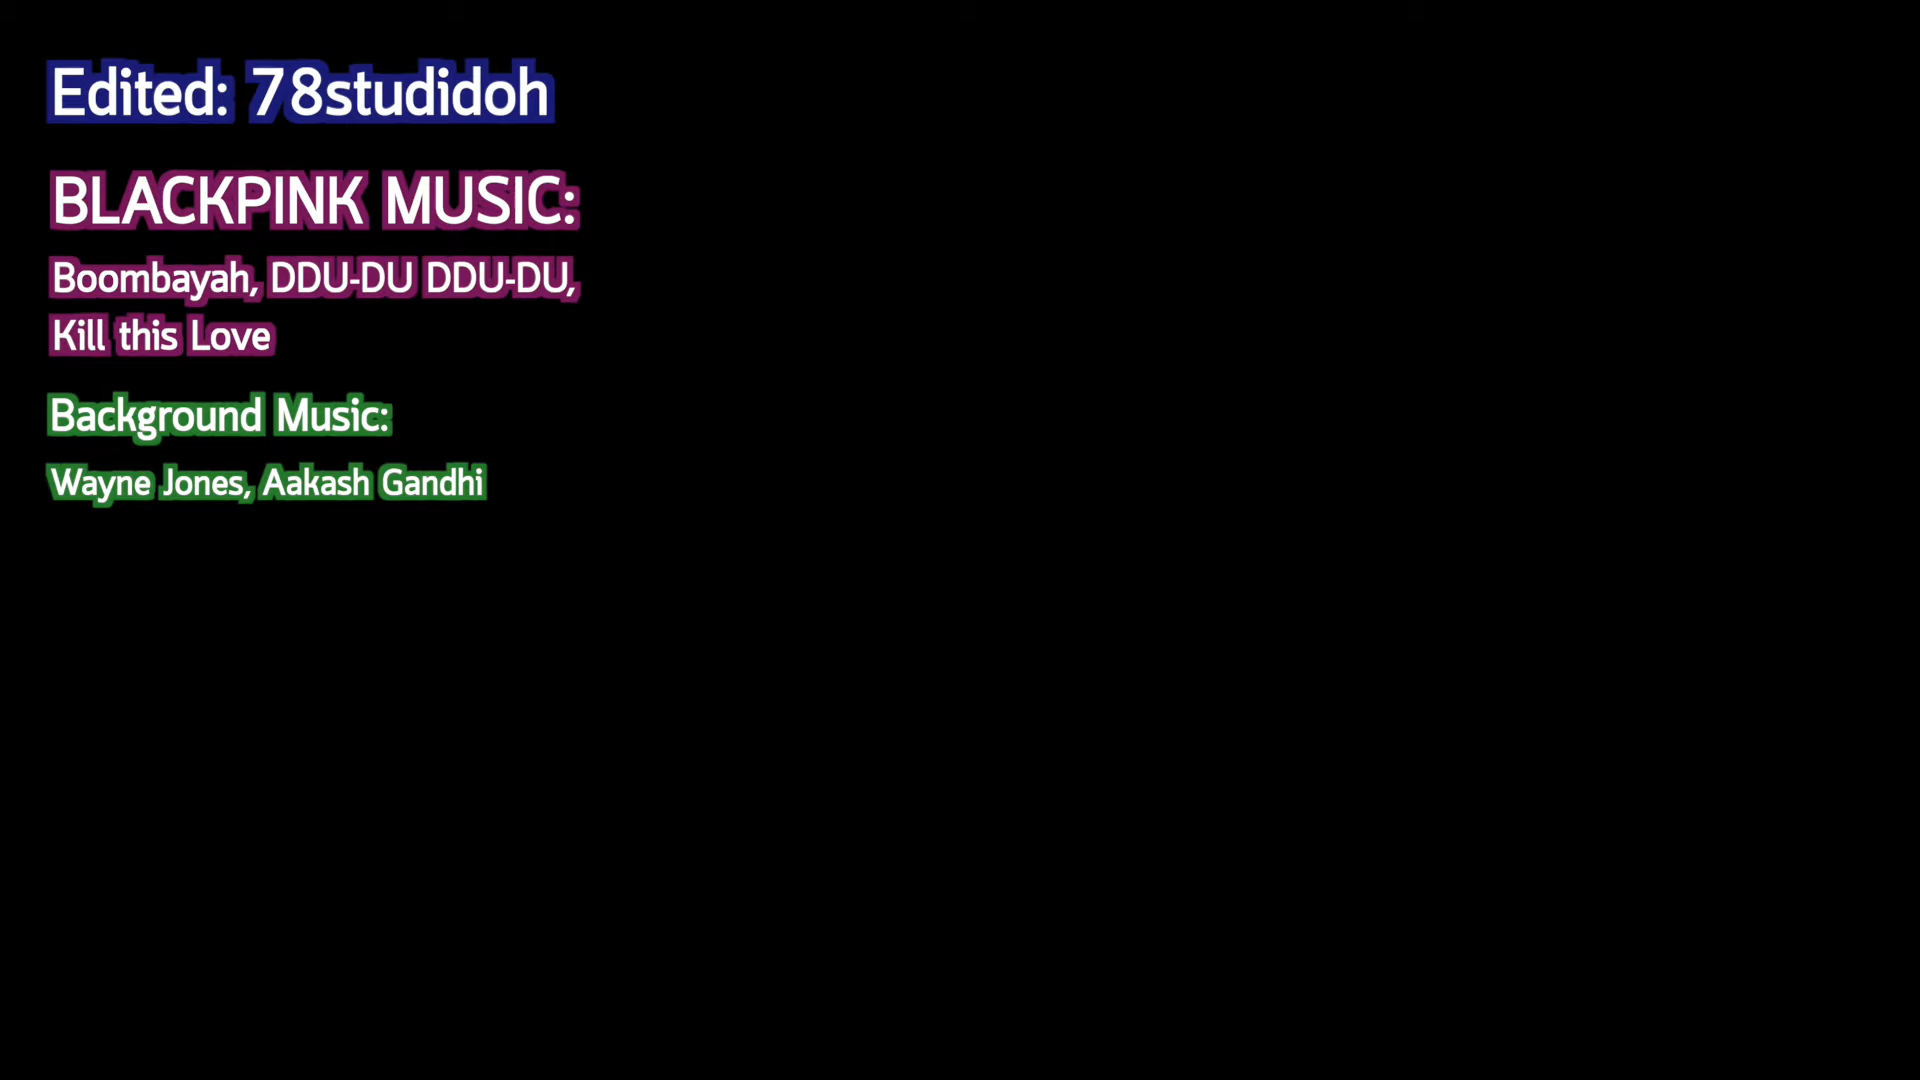 Edited: 78studidoh
BLACKPINK MUSIC:
Boombayah, DDU-DU DDU-DU,
Kill this Love
Background Music:
Wayne Jones, Aakash Gandhi